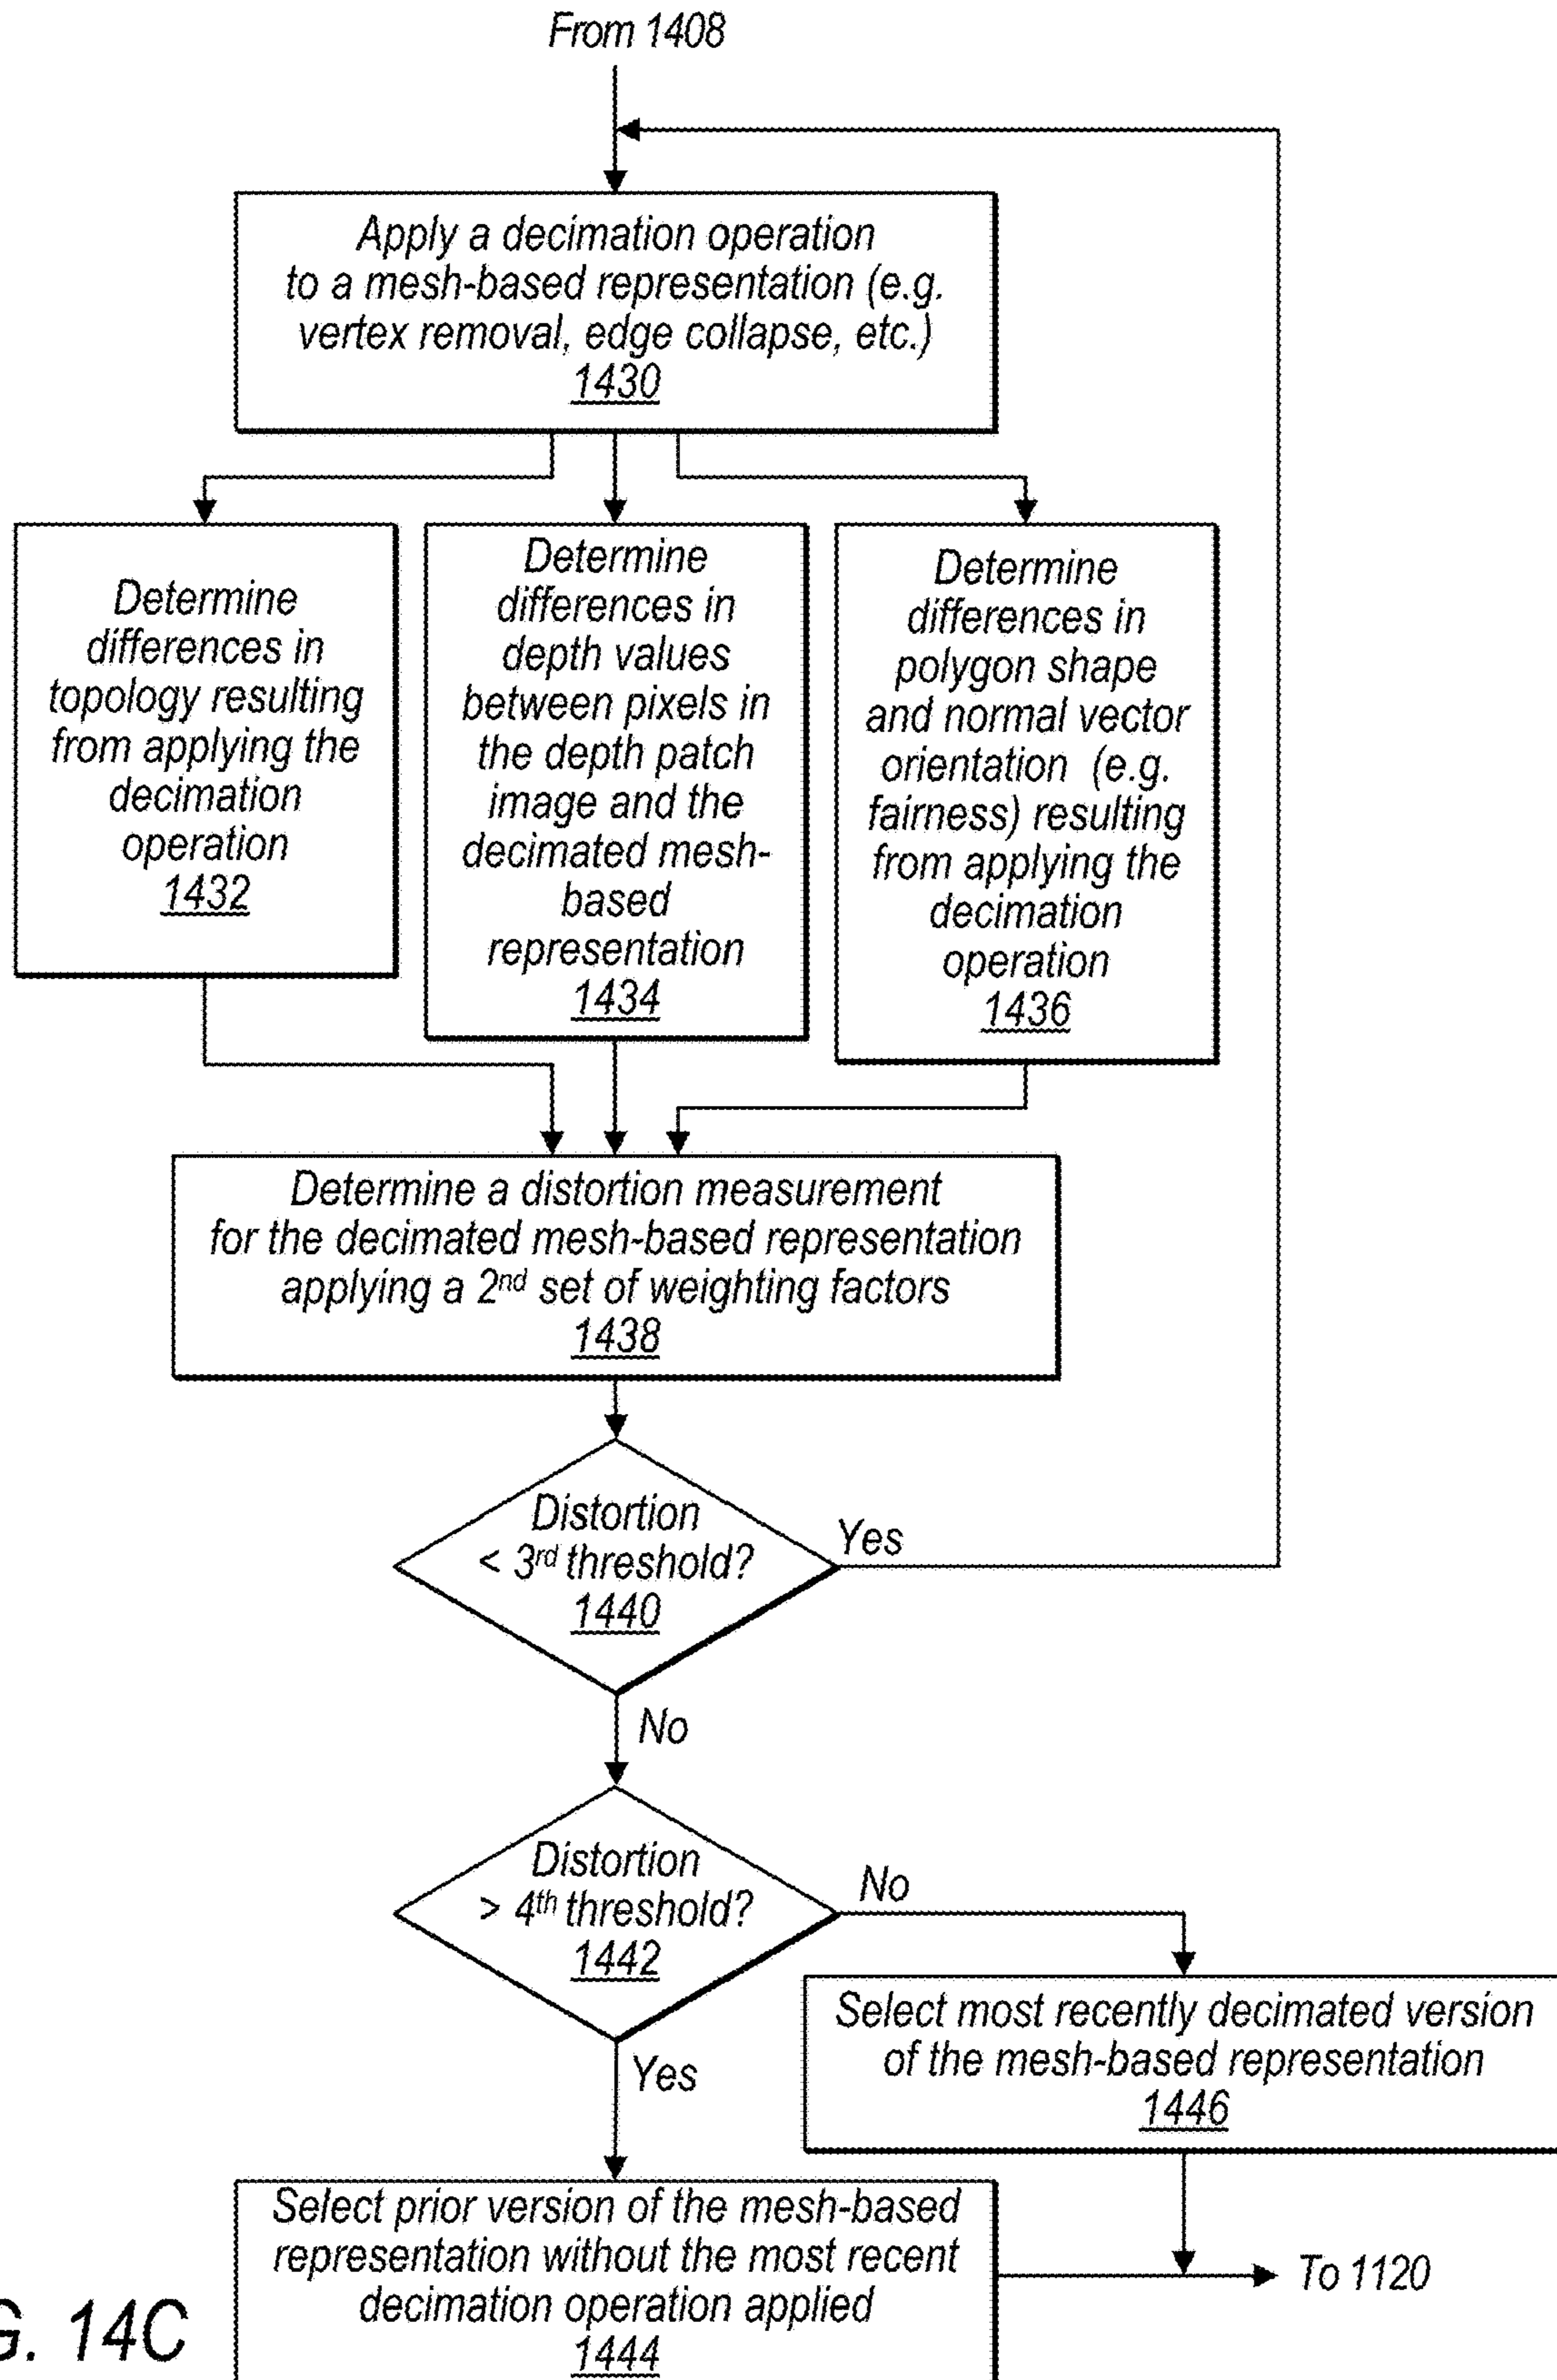 From 1408
Apply a decimation operation
to a mesh-based representation (e.g.
vertex removal, edge collapse, etc.)
1430
Determine
differences in
topology resulting
from applying the
decimation
operation
1432
Determine
differences in
depth values
between pixels in
the depth patch
image and the
decimated mesh-
based
representation
1434
Determine
differences in
polygon shape
and normal vector
orientation (e.g.
fairness) resulting
from applying the
decimation
operation
1436
Determine a distortion measurement
for the decimated mesh-based representation
applying a 2nd set of weighting factors
1438
Distortion
< 3rd threshold?
1440
Yes
No
Distortion
> 4th threshold?
1442
No
Yes
Select most recently decimated version
of the mesh-based representation
1446
Select prior version of the mesh-based
representation without the most recent
decimation operation applied
1444
To 1120
G. 14C